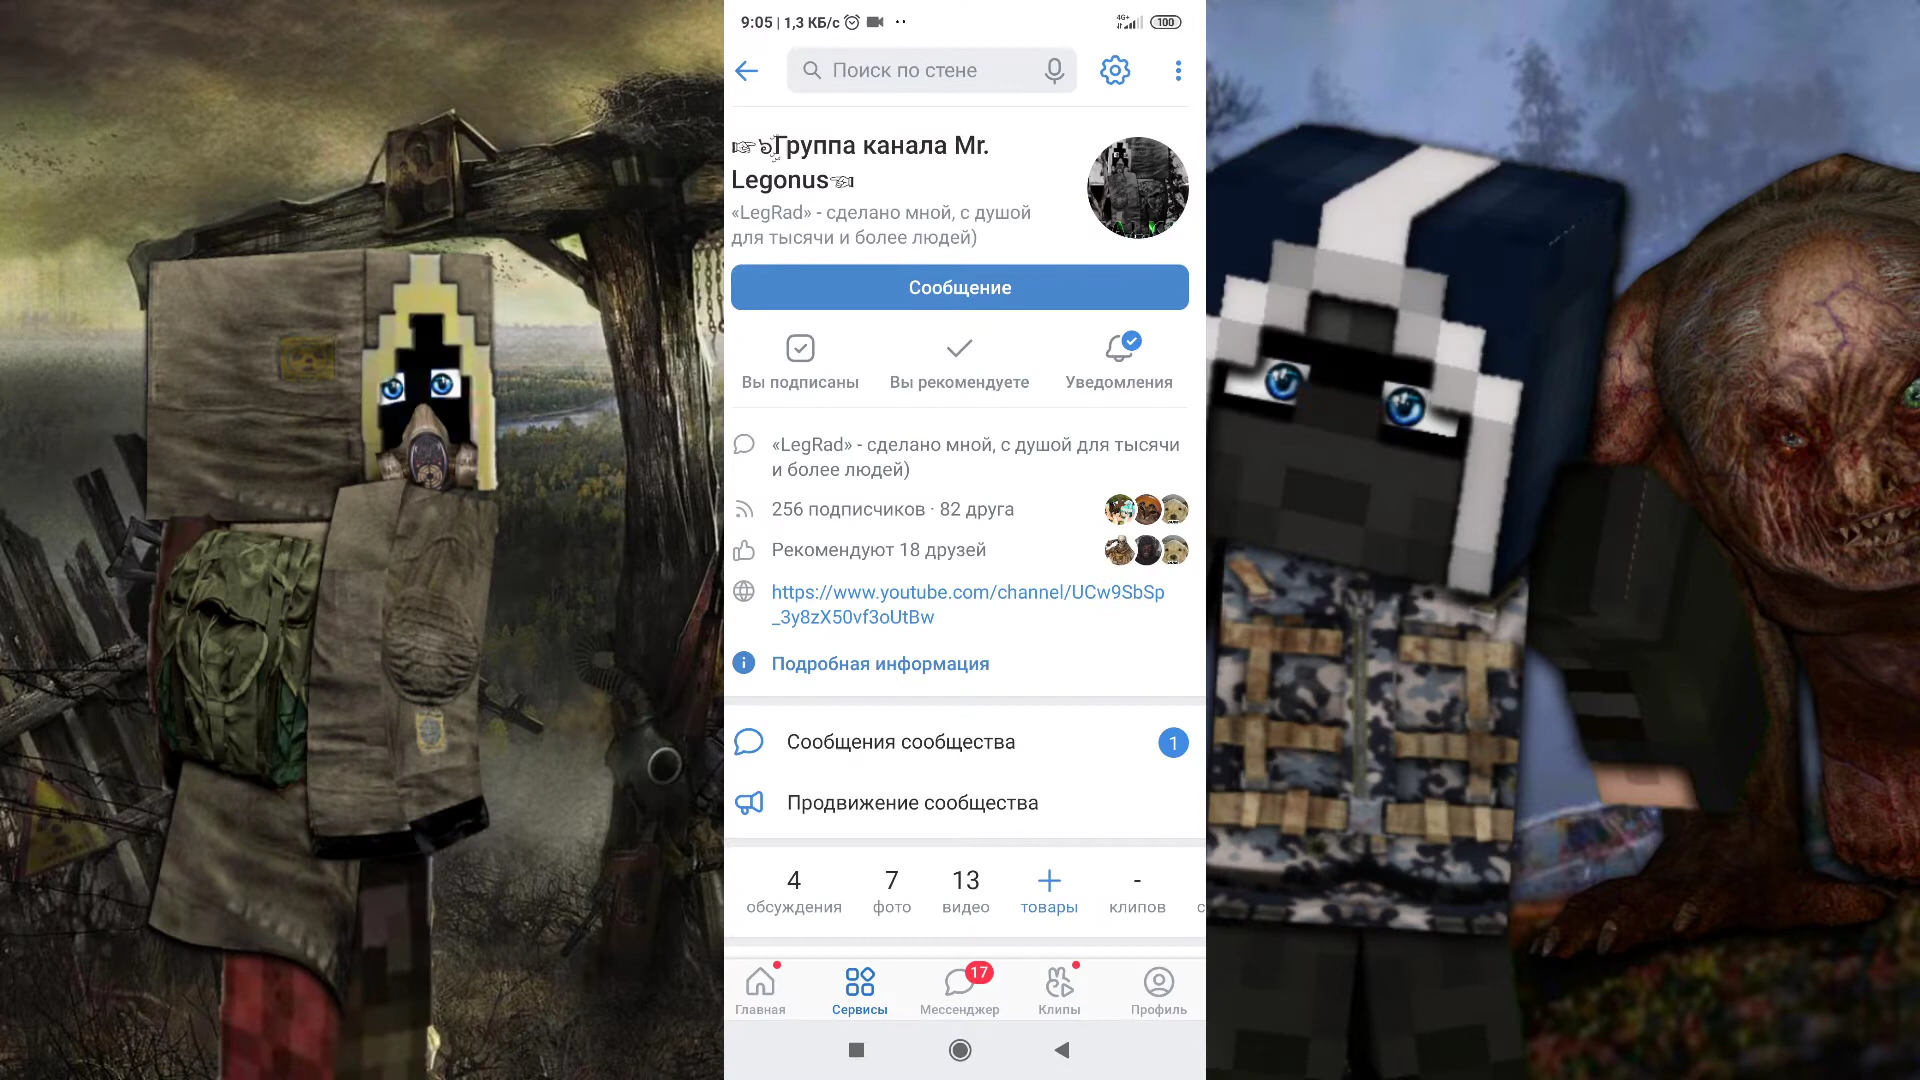 9:05 | 1,3 КБ/с
4G+
100
Поиск по стене
Группа канала Mr.
Legonus
«LegRad» - сделано мной, с душой
для тысячи и более людей)
Сообщение
Вы подписаны
Вы рекомендуете
Уведомления
«LegRad» - сделано мной, с душой для тысячи
и более людей)
256 подписчиков · 82 друга
Рекомендуют 18 друзей
https://www.youtube.com/channel/UCw9SbSp
_3y8zX50vf3oUtBw
Подробная информация
Сообщения сообщества
1
Продвижение сообщества
4
7
13
-
обсуждения
фото
видео
товары
клипов
с
17
Главная
Сервисы
Мессенджер
Клипы
Профиль